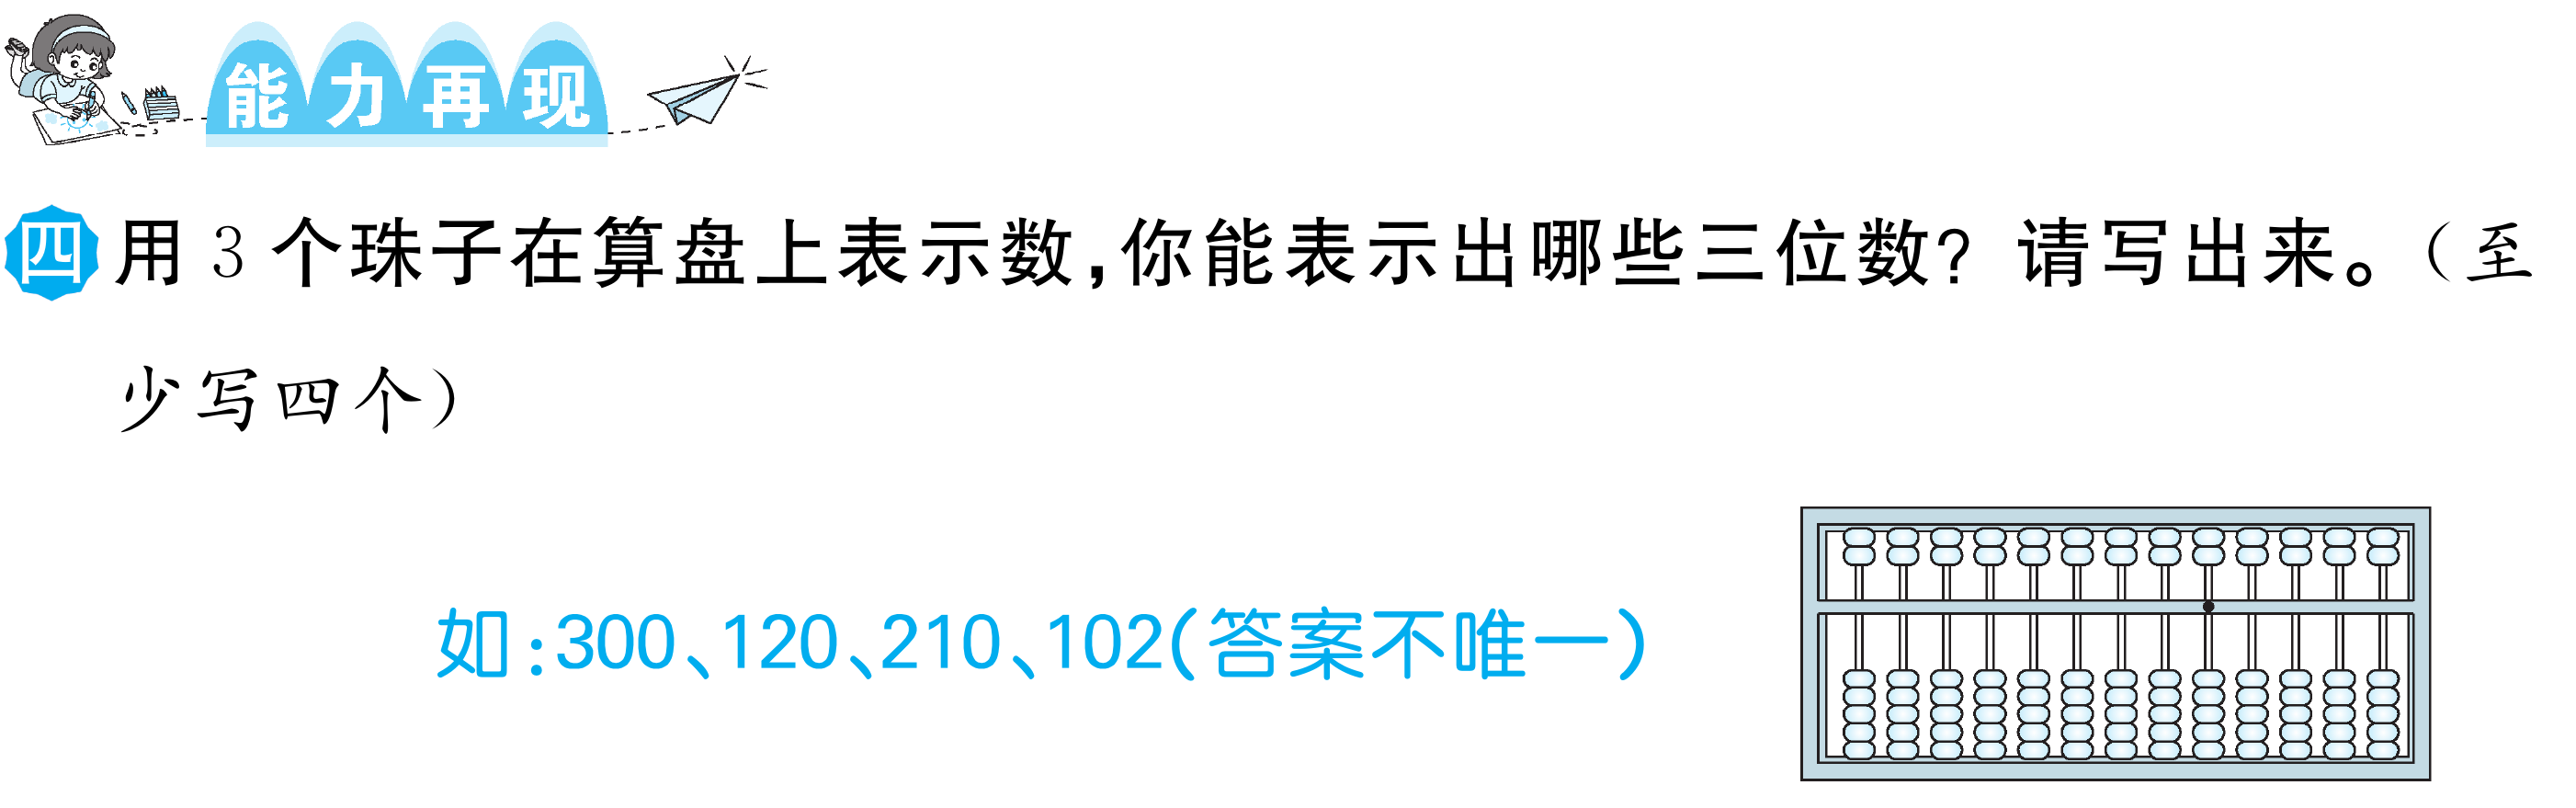 能力再现
四 用 3 个珠子在算盘上表示数,你能表示出哪些三位数? 请写出来。(至
少写四个)
如:300、120、210、102(答案不唯一)